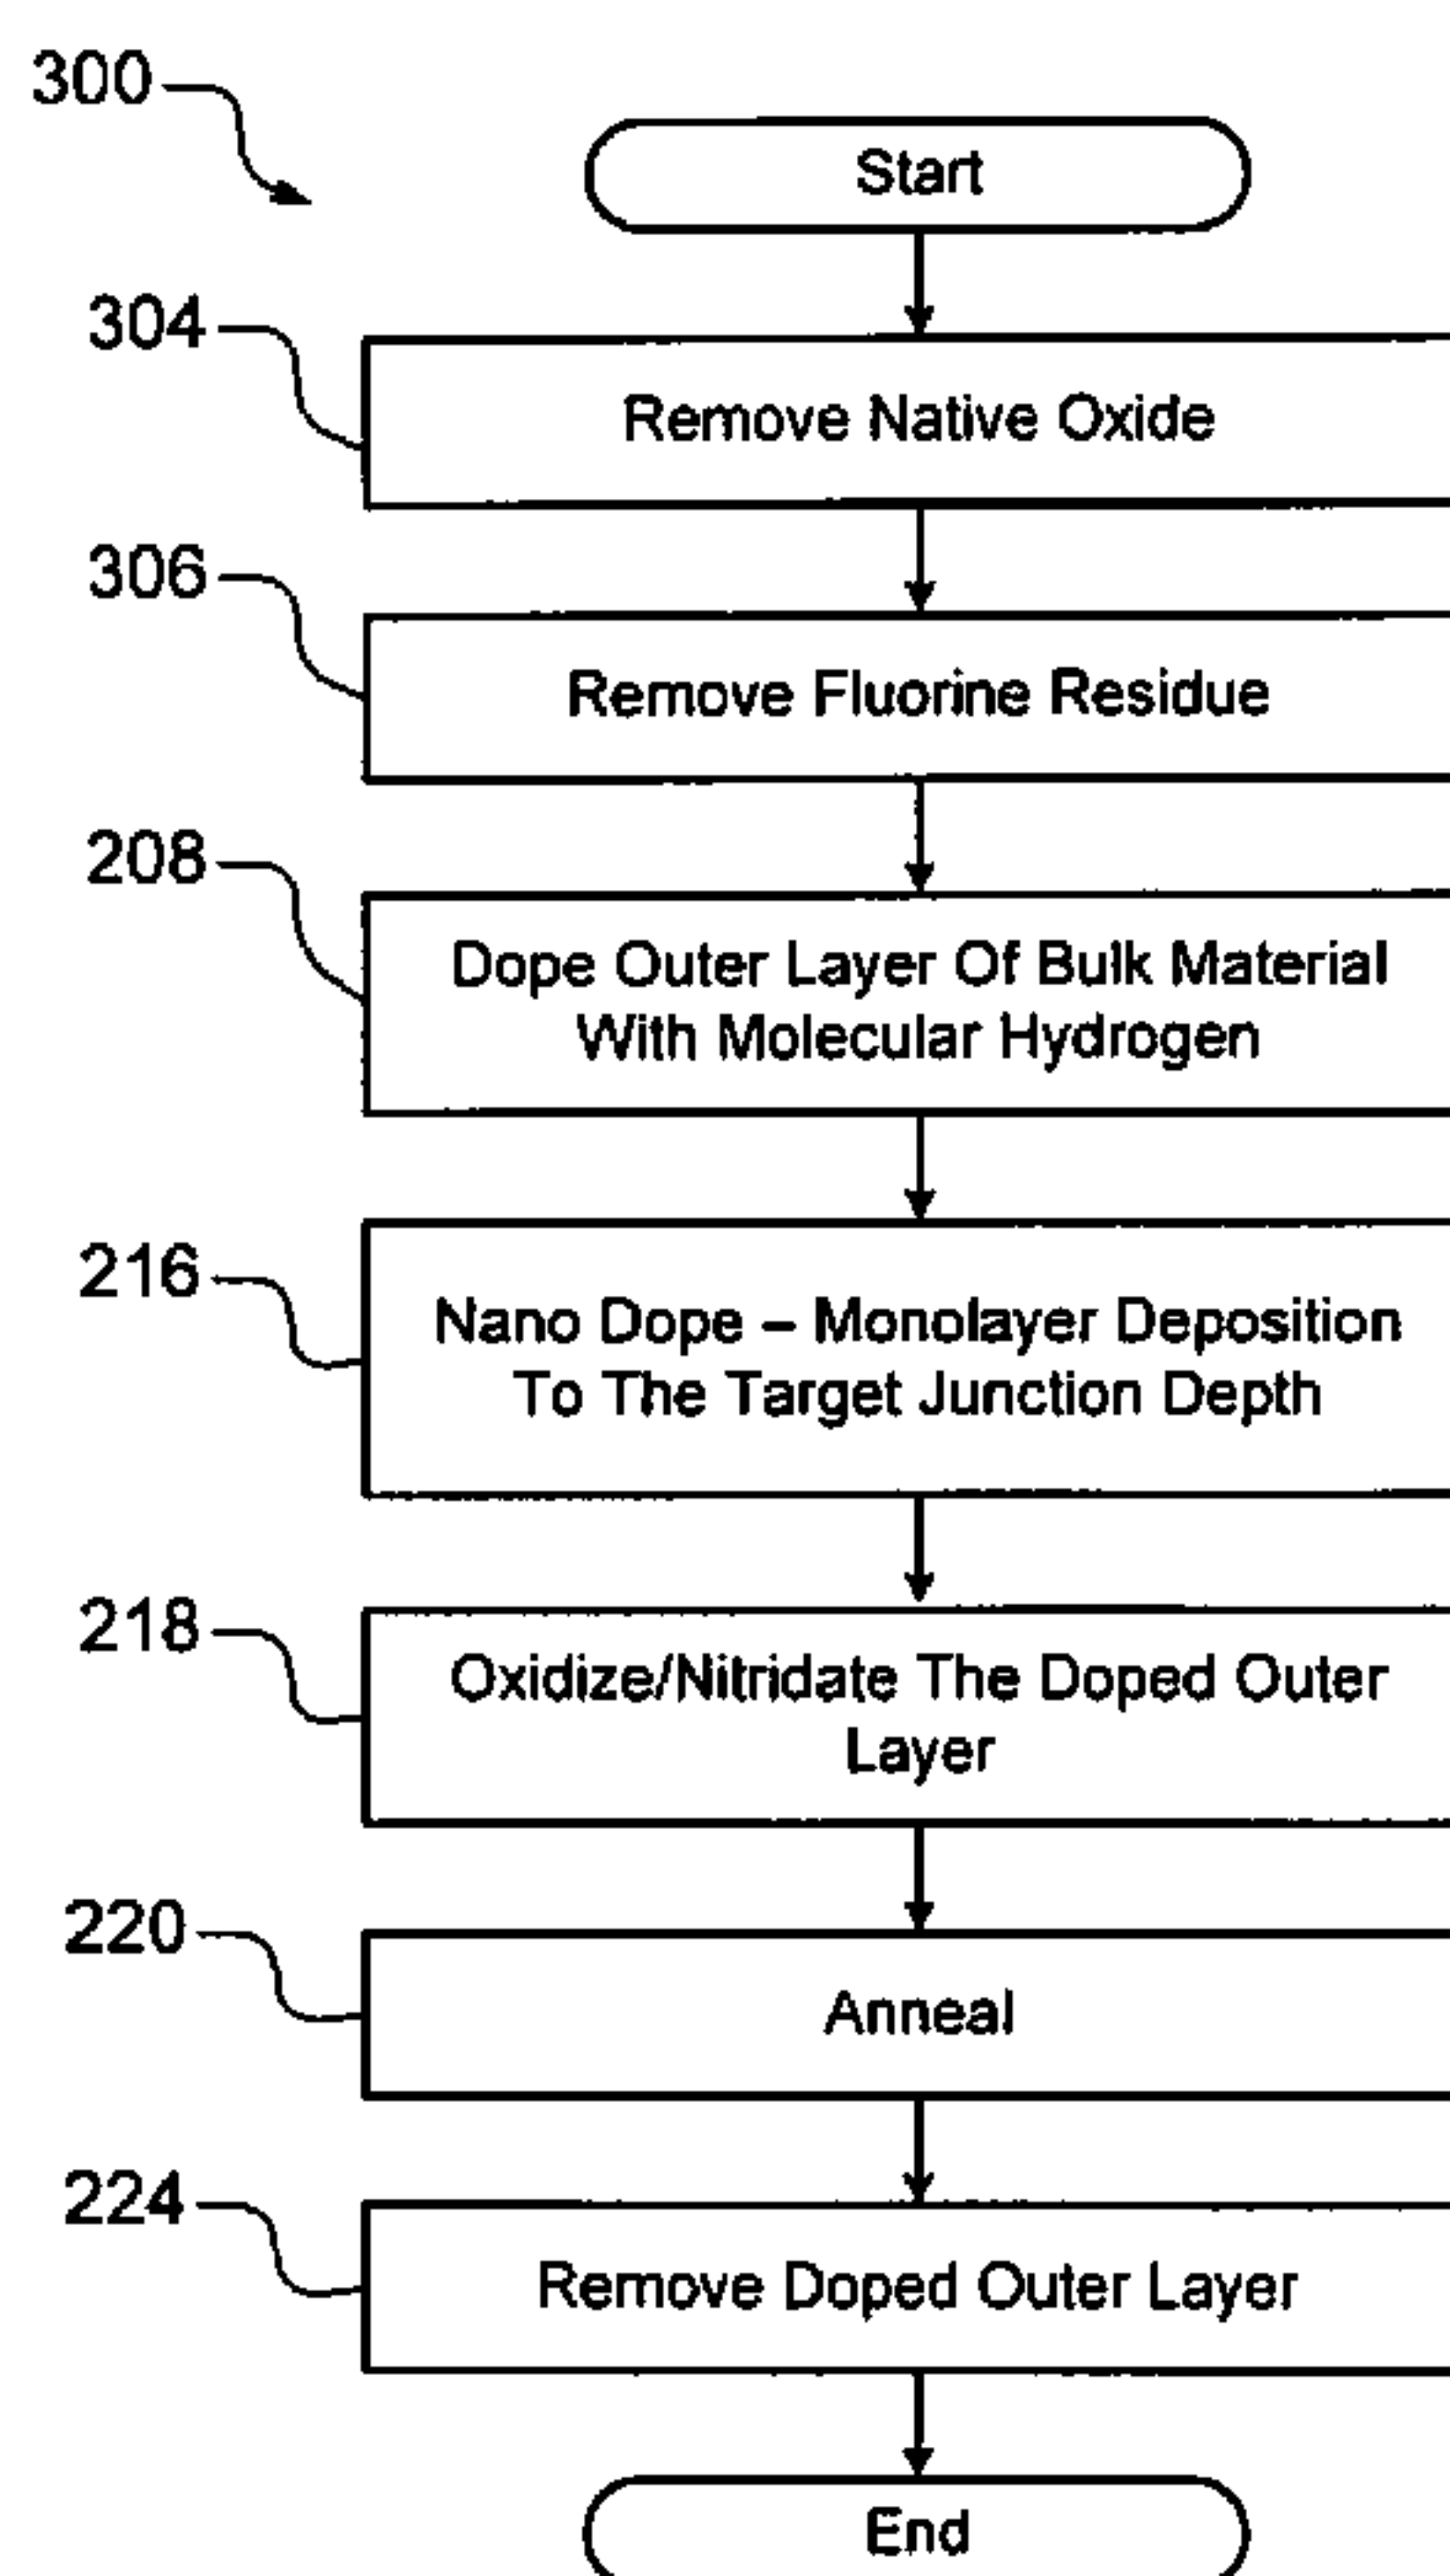 300
Start
304
Remove Native Oxide
306
Remove Fluorine Residue
208
Dope Outer Layer Of Bulk Material
With Molecular Hydrogen
216
Nano Dope – Monolayer Deposition
To The Target Junction Depth
218
Oxidize/Nitridate The Doped Outer
Layer
220
Anneal
224
Remove Doped Outer Layer
End